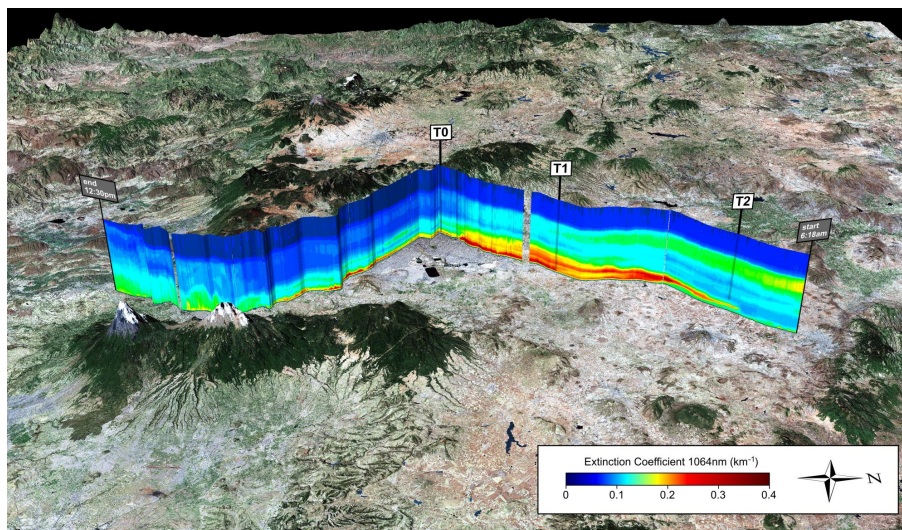 T0
T1
end
12:30pm
T2
start
6:18am
Extinction Coefficient 1064nm (km⁻¹)
0 0.1 0.2 0.3 0.4
N